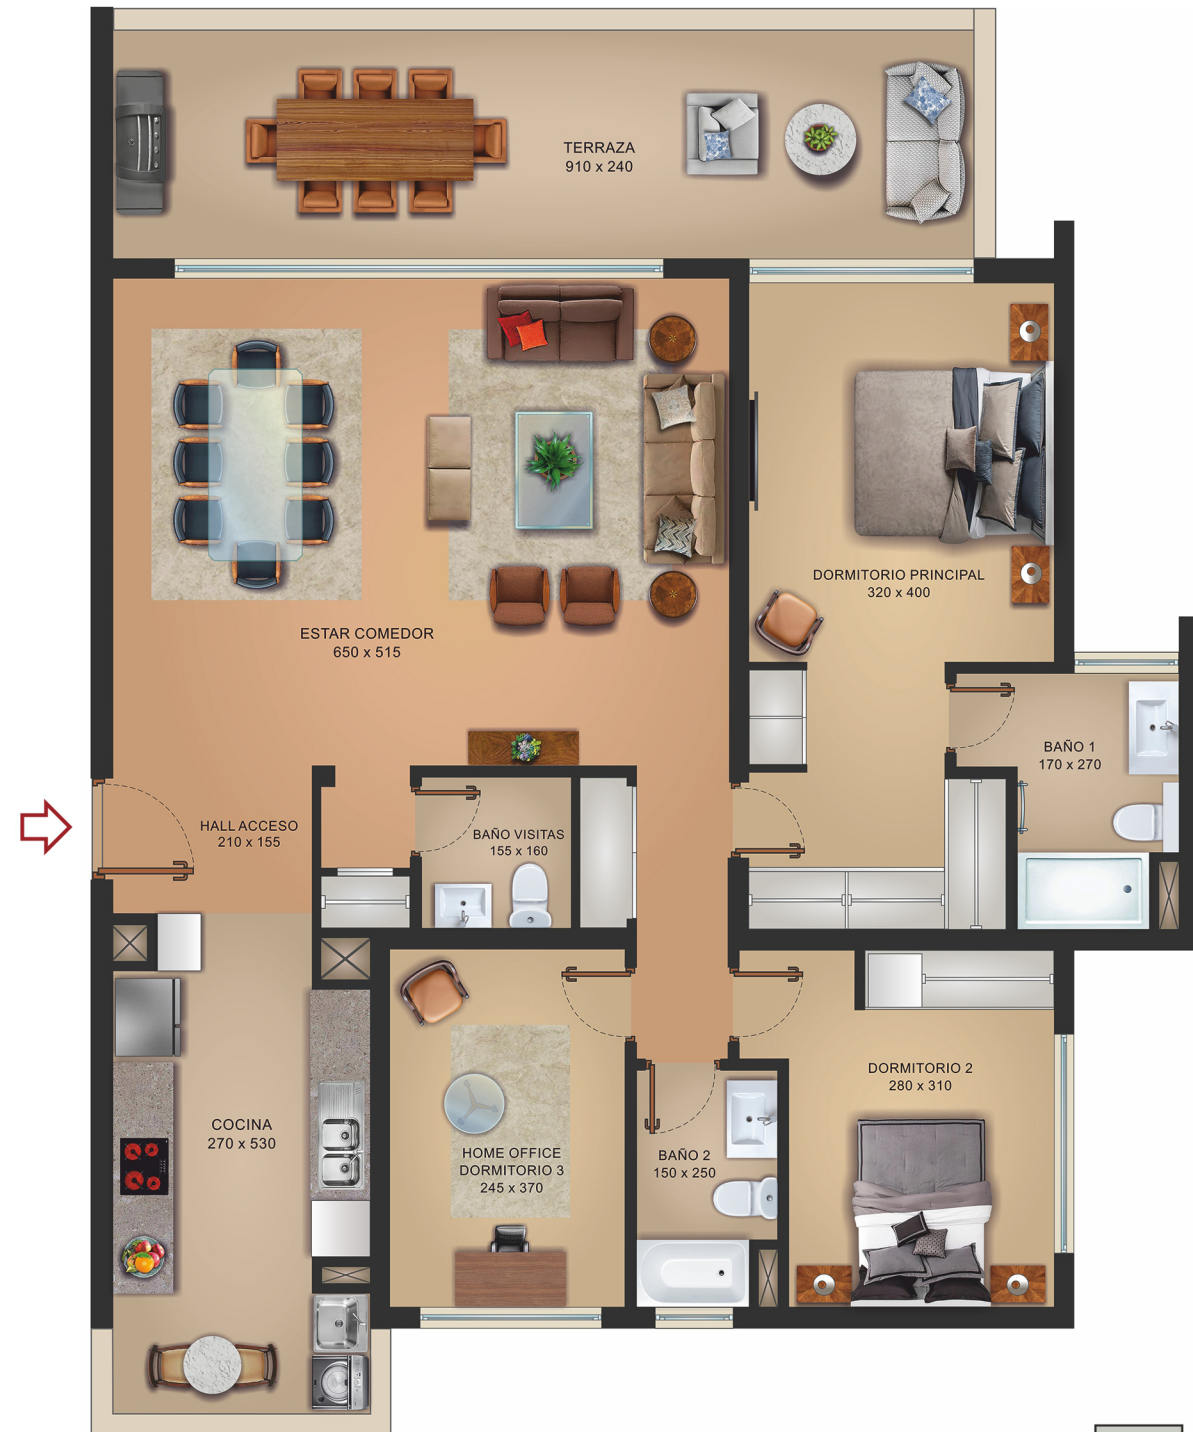 TERRAZA
910 x 240
DORMITORIO PRINCIPAL
320 x 400
ESTAR COMEDOR
650 x 515
BAÑO 1
170 x 270
HALL ACCESO
210 x 155
BAÑO VISITAS
155 x 160
DORMITORIO 2
280 x 310
COCINA
270 x 530
HOME OFFICE
DORMITORIO 3
245 x 370
BAÑO 2
150 x 250